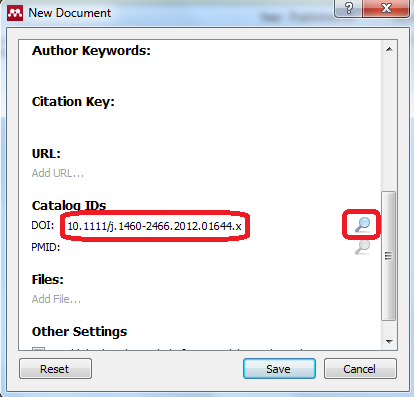 New Document
Author Keywords:
Citation Key:
URL:
Add URL...
Catalog IDs
DOI: 10.1111/j.1460-2466.2012.01644.x
PMID:
Files:
Add File...
Other Settings
Reset Save Cancel